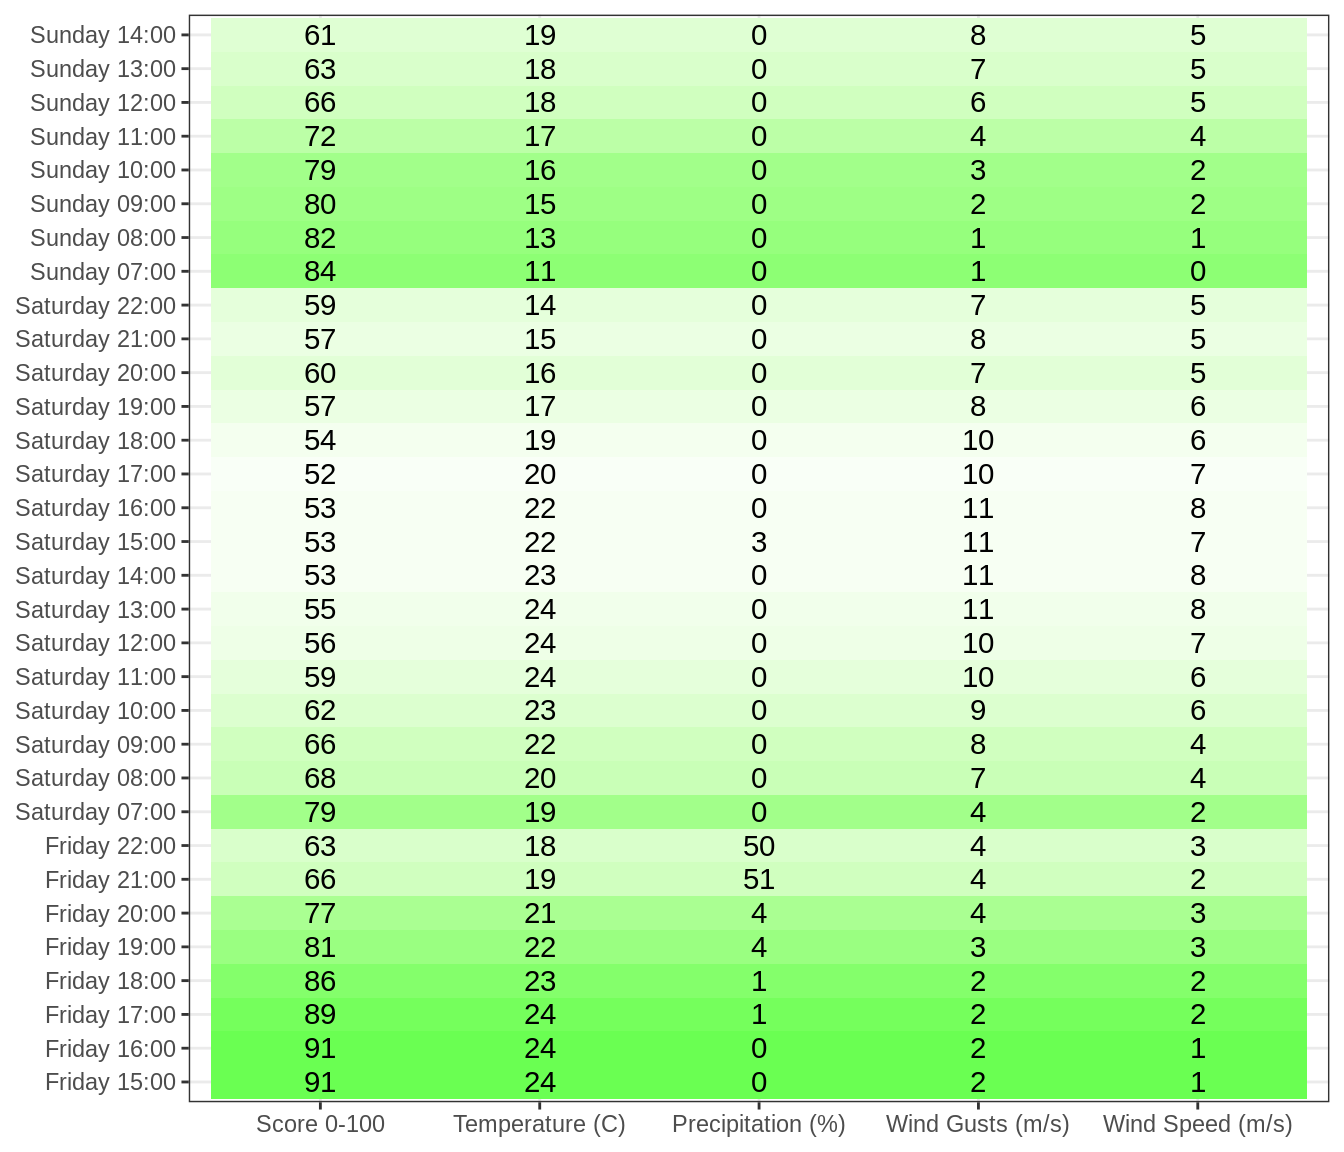 Sunday 14:00 61 19 0 8 5
Sunday 13:00 63 18 0 7 5
Sunday 12:00 66 18 0 6 5
Sunday 11:00 72 17 0 4 4
Sunday 10:00 79 16 0 3 2
Sunday 09:00 80 15 0 2 2
Sunday 08:00 82 13 0 1 1
Sunday 07:00 84 11 0 1 0
Saturday 22:00 59 14 0 7 5
Saturday 21:00 57 15 0 8 5
Saturday 20:00 60 16 0 7 5
Saturday 19:00 57 17 0 8 6
Saturday 18:00 54 19 0 10 6
Saturday 17:00 52 20 0 10 7
Saturday 16:00 53 22 0 11 8
Saturday 15:00 53 22 3 11 7
Saturday 14:00 53 23 0 11 8
Saturday 13:00 55 24 0 11 8
Saturday 12:00 56 24 0 10 7
Saturday 11:00 59 24 0 10 6
Saturday 10:00 62 23 0 9 6
Saturday 09:00 66 22 0 8 4
Saturday 08:00 68 20 0 7 4
Saturday 07:00 79 19 0 4 2
Friday 22:00 63 18 50 4 3
Friday 21:00 66 19 51 4 2
Friday 20:00 77 21 4 4 3
Friday 19:00 81 22 4 3 3
Friday 18:00 86 23 1 2 2
Friday 17:00 89 24 1 2 2
Friday 16:00 91 24 0 2 1
Friday 15:00 91 24 0 2 1
Score 0-100 Temperature (C) Precipitation (%) Wind Gusts (m/s) Wind Speed (m/s)